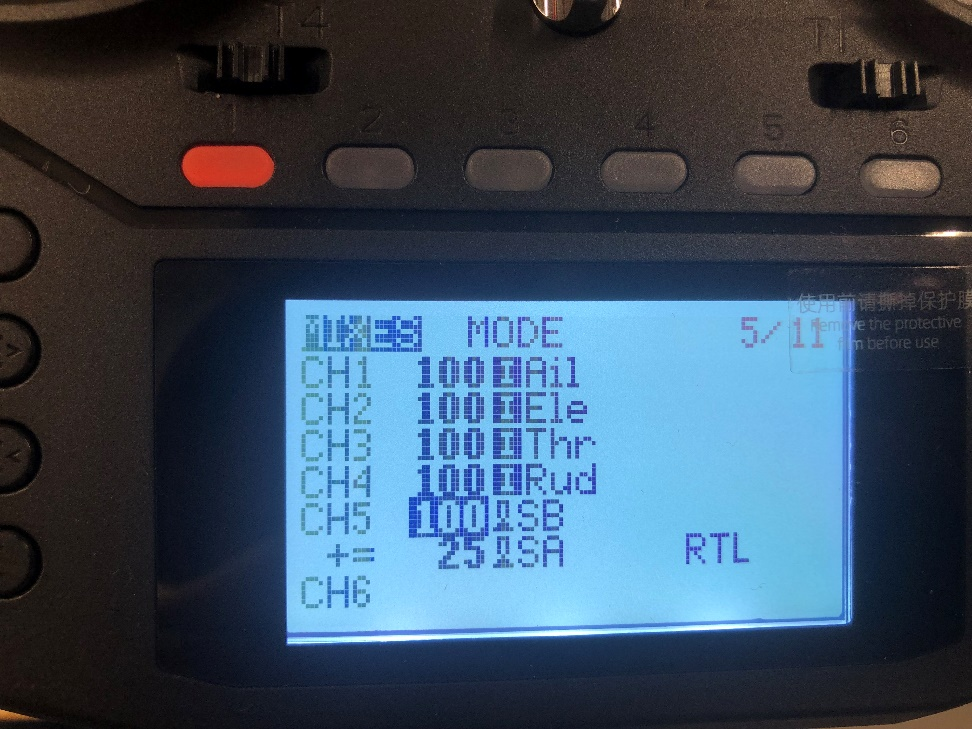 T4
T2
T1
1 2 3 4 5 6
使用前请撕掉保护膜
Remove the protective
film before use
MODE 5/11
CH1 100 I Ail
CH2 100 I Ele
CH3 100 I Thr
CH4 100 I Rud
CH5 100 SB
+= 25 SA RTL
CH6